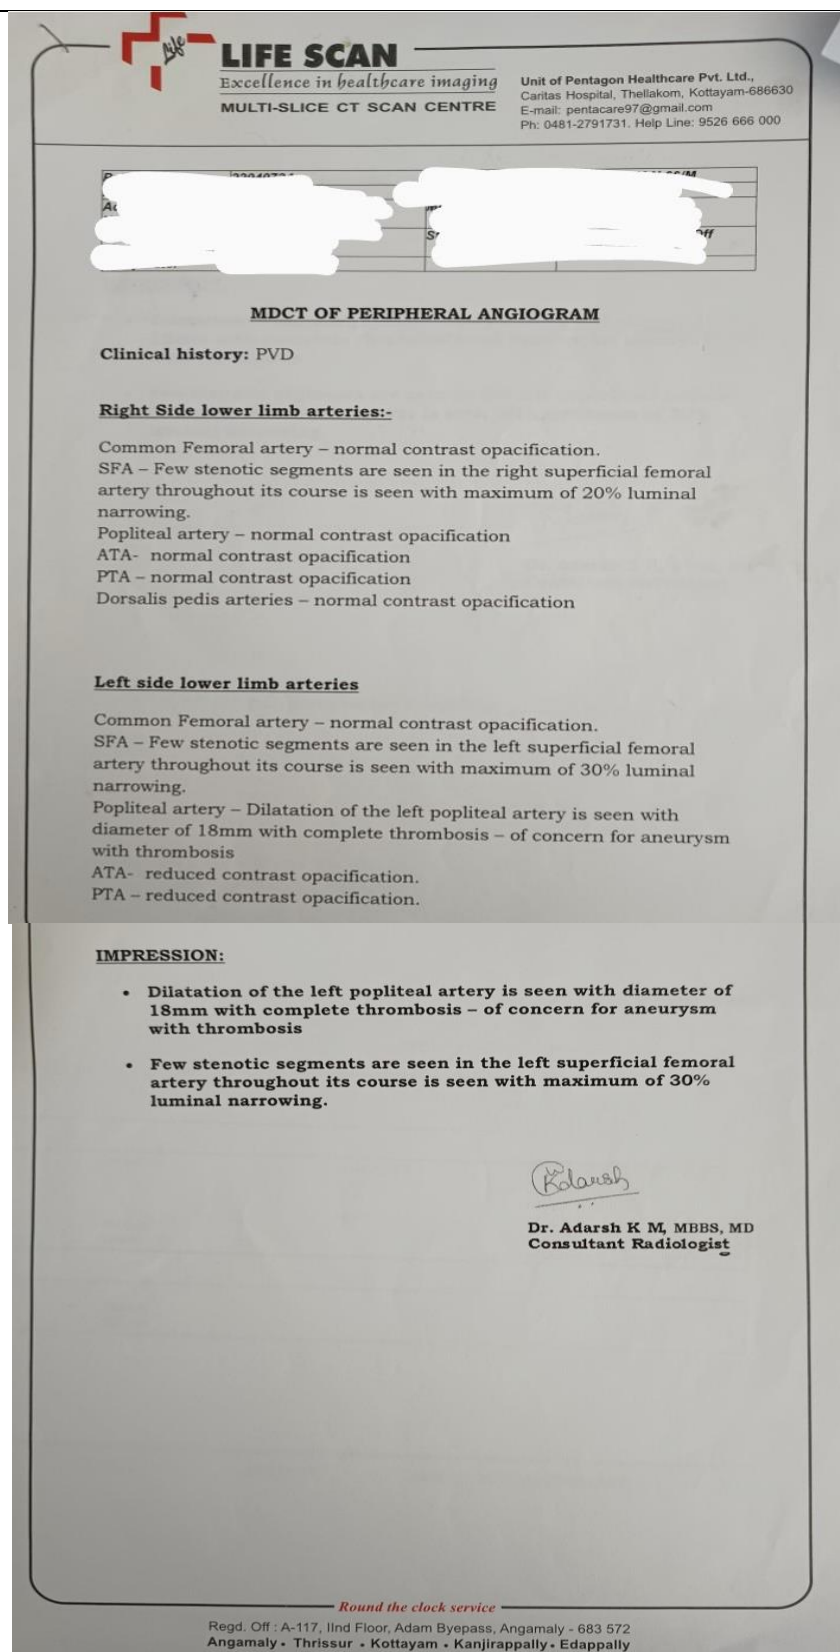 Life
LIFE SCAN
Excellence in healthcare imaging
MULTI-SLICE CT SCAN CENTRE
Unit of Pentagon Healthcare Pvt. Ltd.,
Caritas Hospital, Thellakom, Kottayam-686630
E-mail: pentacare97@gmail.com
Ph: 0481-2791731. Help Line: 9526 666 000
MDCT OF PERIPHERAL ANGIOGRAM
Clinical history: PVD
Right Side lower limb arteries:-
Common Femoral artery – normal contrast opacification.
SFA – Few stenotic segments are seen in the right superficial femoral
artery throughout its course is seen with maximum of 20% luminal
narrowing.
Popliteal artery – normal contrast opacification
ATA- normal contrast opacification
PTA – normal contrast opacification
Dorsalis pedis arteries – normal contrast opacification
Left side lower limb arteries
Common Femoral artery – normal contrast opacification.
SFA – Few stenotic segments are seen in the left superficial femoral
artery throughout its course is seen with maximum of 30% luminal
narrowing.
Popliteal artery – Dilatation of the left popliteal artery is seen with
diameter of 18mm with complete thrombosis – of concern for aneurysm
with thrombosis
ATA- reduced contrast opacification.
PTA – reduced contrast opacification.
IMPRESSION:
• Dilatation of the left popliteal artery is seen with diameter of
18mm with complete thrombosis – of concern for aneurysm
with thrombosis
• Few stenotic segments are seen in the left superficial femoral
artery throughout its course is seen with maximum of 30%
luminal narrowing.
Dr. Adarsh K M, MBBS, MD
Consultant Radiologist
Round the clock service
Regd. Off : A-117, IInd Floor, Adam Byepass, Angamaly - 683 572
Angamaly • Thrissur • Kottayam • Kanjirappally • Edappally